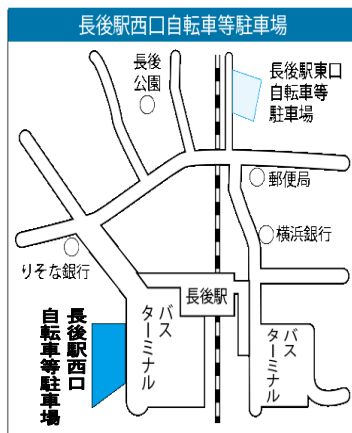 長後駅西口自転車等駐車場
長後
公園
長後駅東口
自転車等
駐車場
郵便局
横浜銀行
りそな銀行
長後駅
バス
ターミナル
バス
ターミナル
長後駅西口
自転車等駐車場